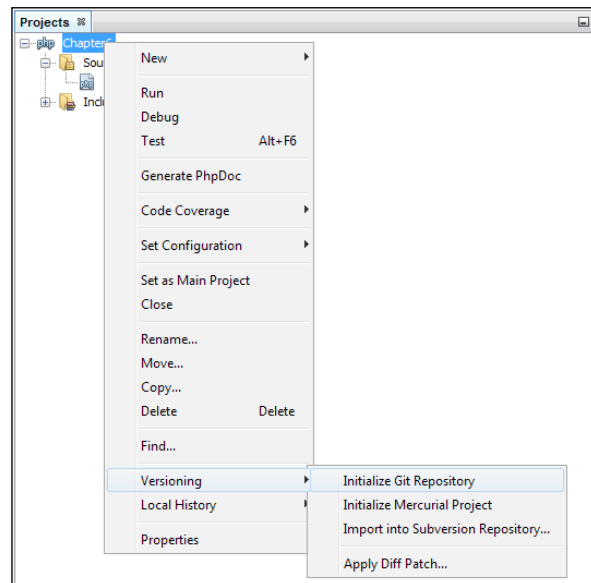 Projects
php
New
Run
Debug
Test Alt+F6
Generate PhpDoc
Code Coverage
Set Configuration
Set as Main Project
Close
Rename...
Move...
Copy...
Delete Delete
Find...
Versioning
Initialize Git Repository
Local History
Initialize Mercurial Project
Import into Subversion Repository...
Properties
Apply Diff Patch...